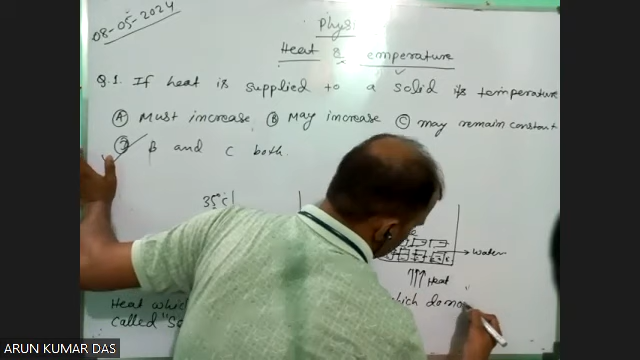 08-05-2024
Physi
Heat & Temperature
Q.1. If heat is supplied to a solid its temperature
(A) Must increase (B) May increase (C) may remain constant
B and C both.
35°C
Water
Heat
Heat which
which
called "S
ARUN KUMAR DAS